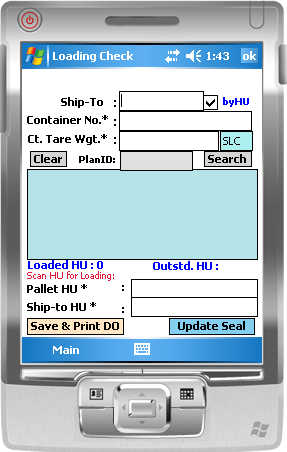 Loading Check 1:43 ok
Ship-To : byHU
Container No.* :
Ct. Tare Wgt.* : SLC
Clear PlanID: Search
Loaded HU : 0 Outstd. HU :
Scan HU for Loading:
Pallet HU * :
Ship-to HU * :
Save & Print DO Update Seal
Main